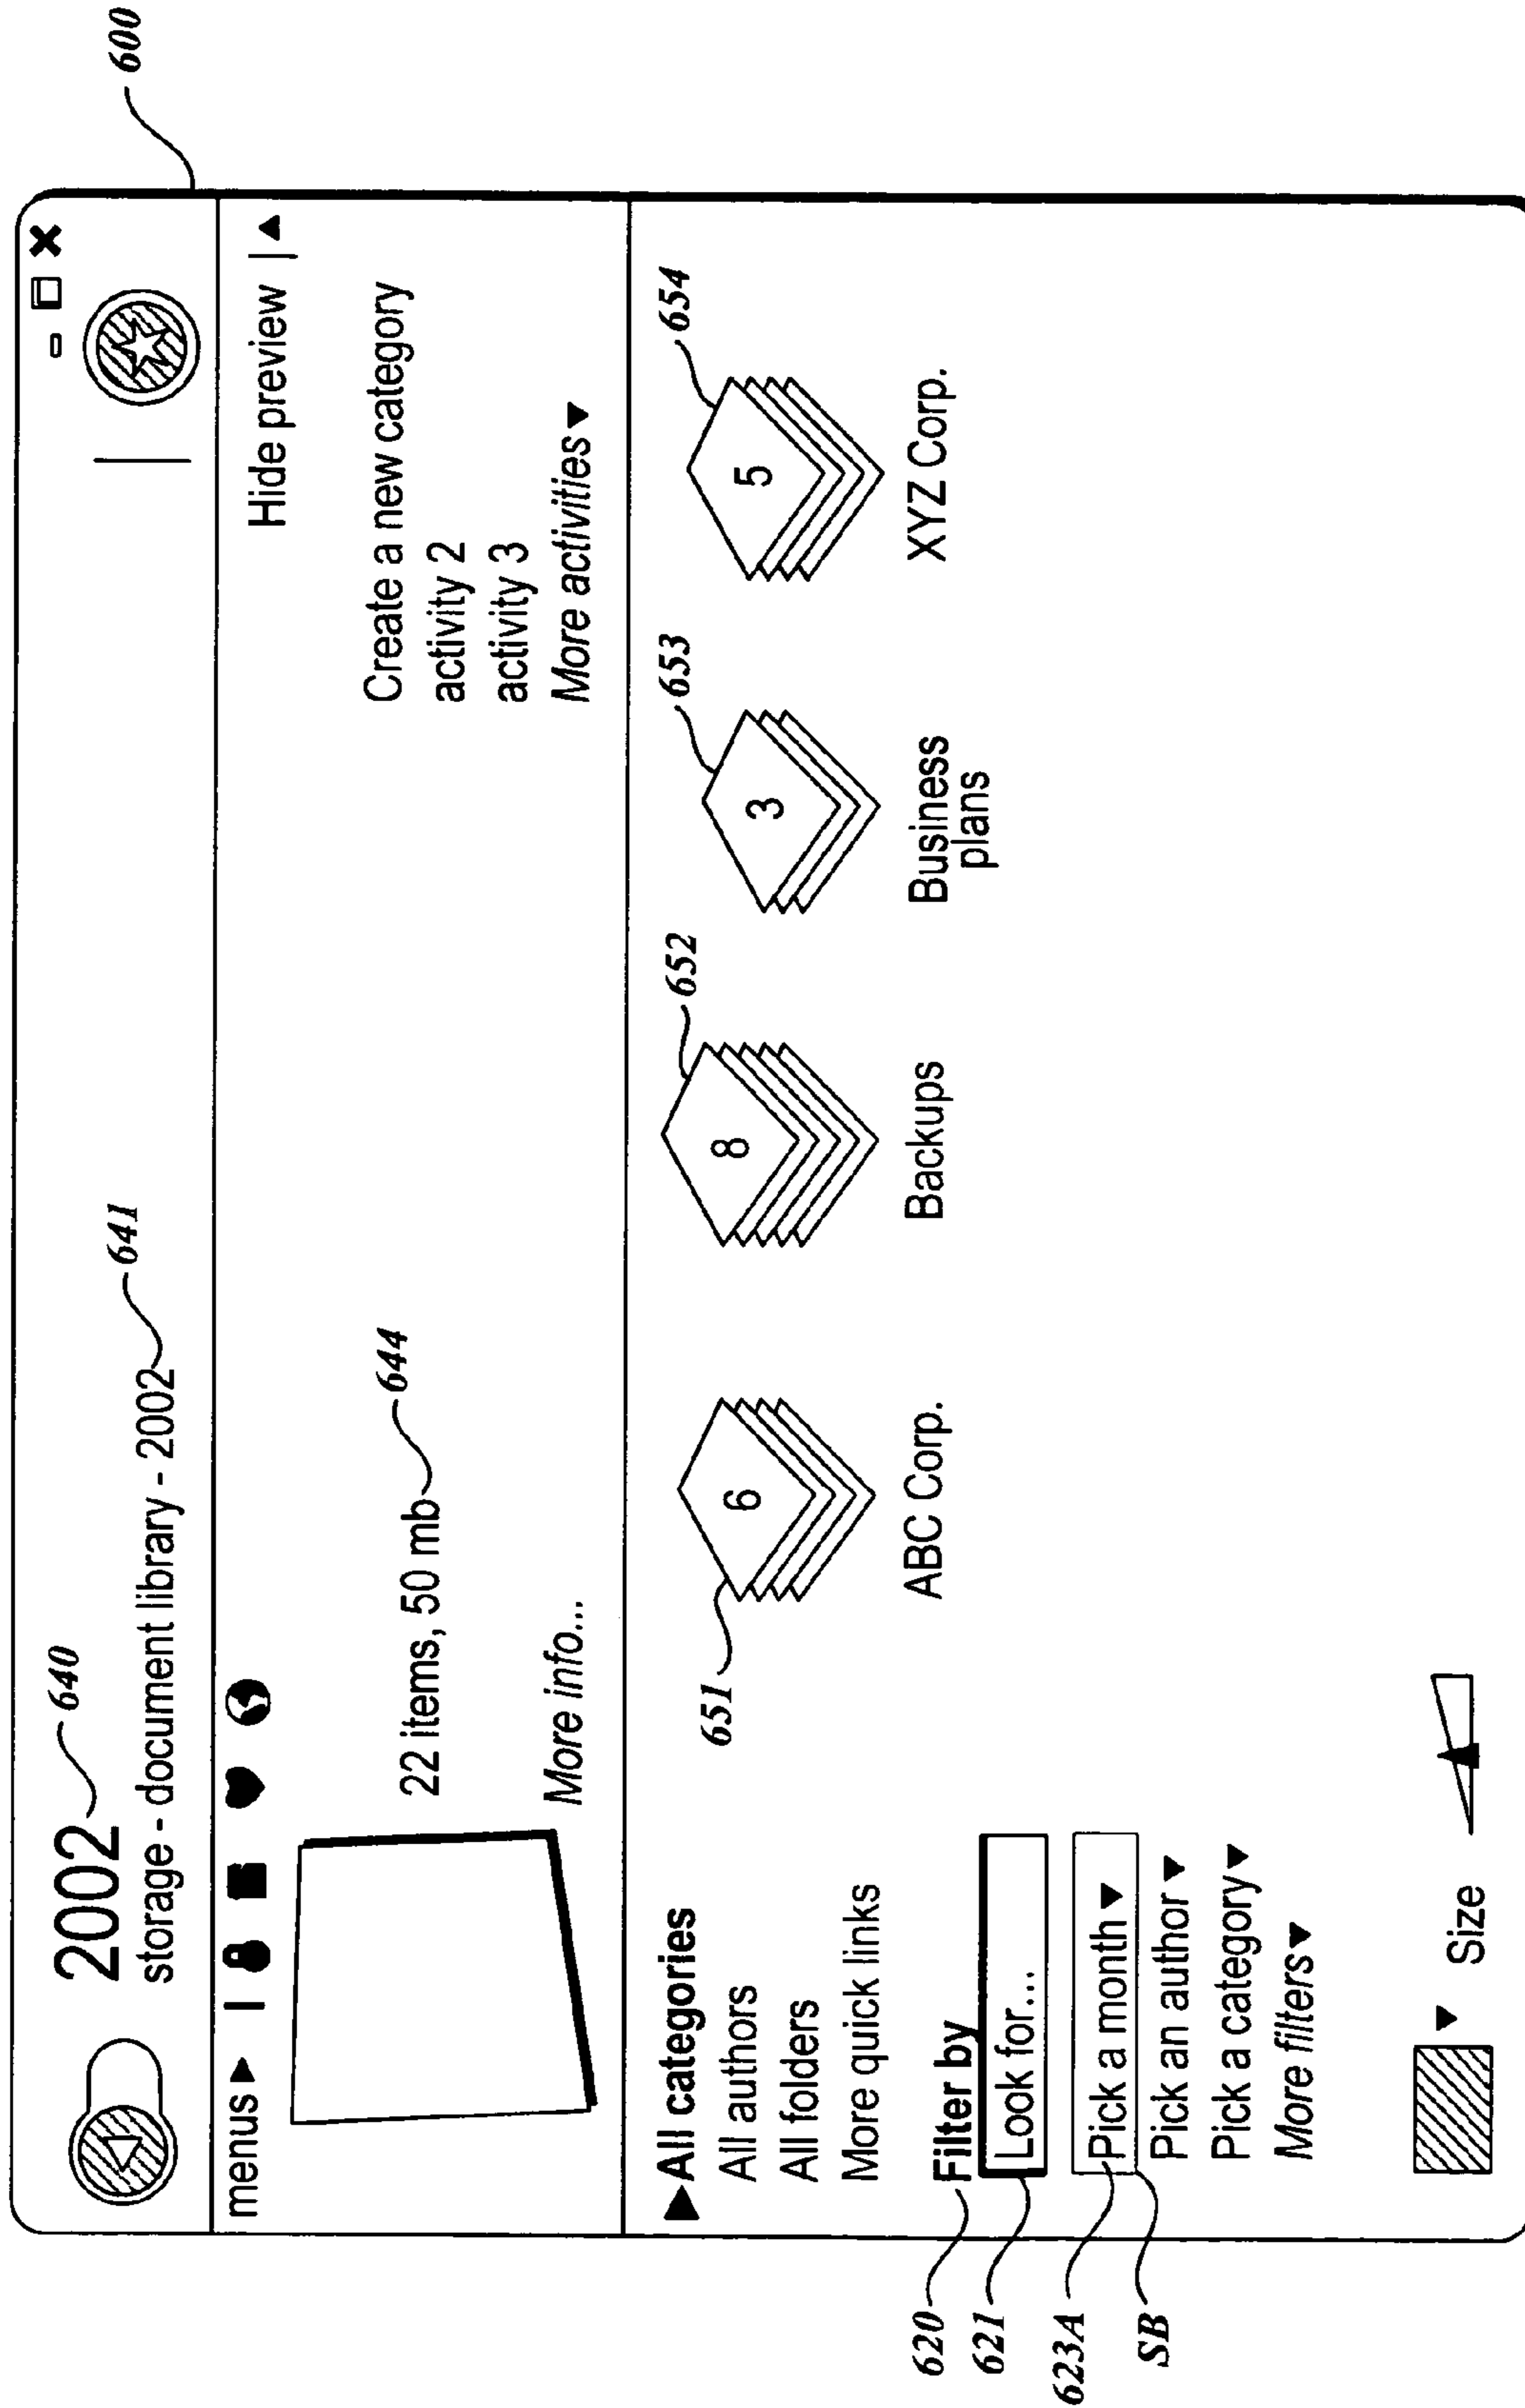 600
2002 640
storage - document library - 2002 641
menus
Hide preview
22 items, 50 mb 644
More info...
Create a new category
activity 2
activity 3
More activities
All categories
All authors
All folders
More quick links
620 Filter by
621 Look for...
623A Pick a month
SB
Pick an author
Pick a category
More filters
Size
651
6
ABC Corp.
652
8
Backups
653
3
Business
plans
654
5
XYZ Corp.